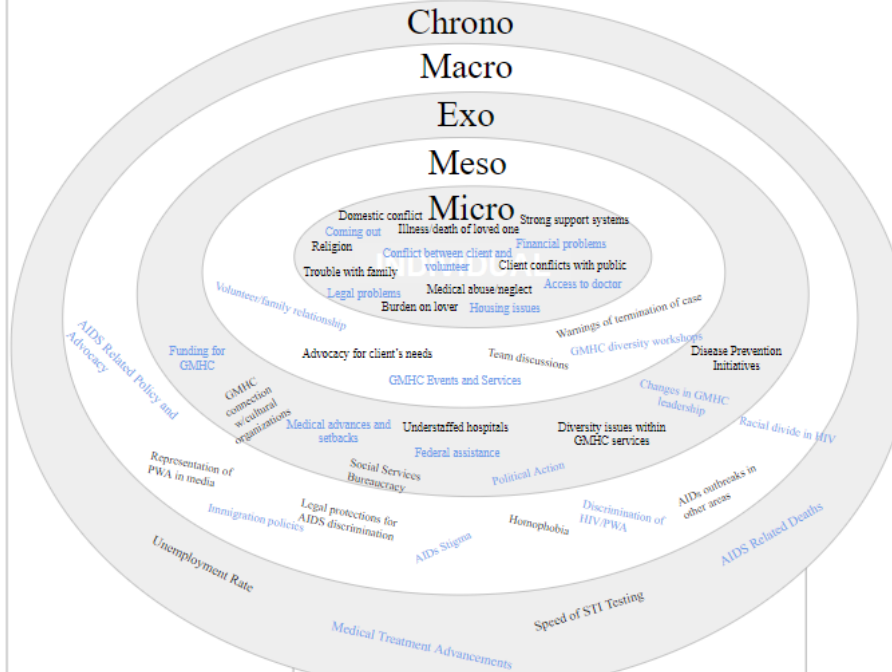 Chrono
Macro
Exo
Meso
Micro
Domestic conflict
Strong support systems
Coming out
Illness/death of loved one
Religion
Financial problems
Conflict between client and
volunteer
INDIVIDUAL
Trouble with family
Client conflicts with public
Legal problems
Medical abuse/neglect
Access to doctor
Burden on lover
Housing issues
Volunteer/family relationship
Warnings of termination of case
Advocacy for client's needs
Team discussions
GMHC diversity workshops
GMHC Events and Services
Funding for
GMHC
Disease Prevention
Initiatives
GMHC
connection
w/cultural
organizations
Changes in GMHC
leadership
Medical advances and
setbacks
Understaffed hospitals
Diversity issues within
GMHC services
Federal assistance
Social Services
Bureaucracy
Political Action
AIDS Related Policy and
Advocacy
Racial divide in HIV
Representation of
PWA in media
AIDs outbreaks in
other areas
Immigration policies
Legal protections for
AIDS discrimination
AIDs Stigma
Homophobia
Discrimination of
HIV/PWA
Unemployment Rate
AIDS Related Deaths
Speed of STI Testing
Medical Treatment Advancements